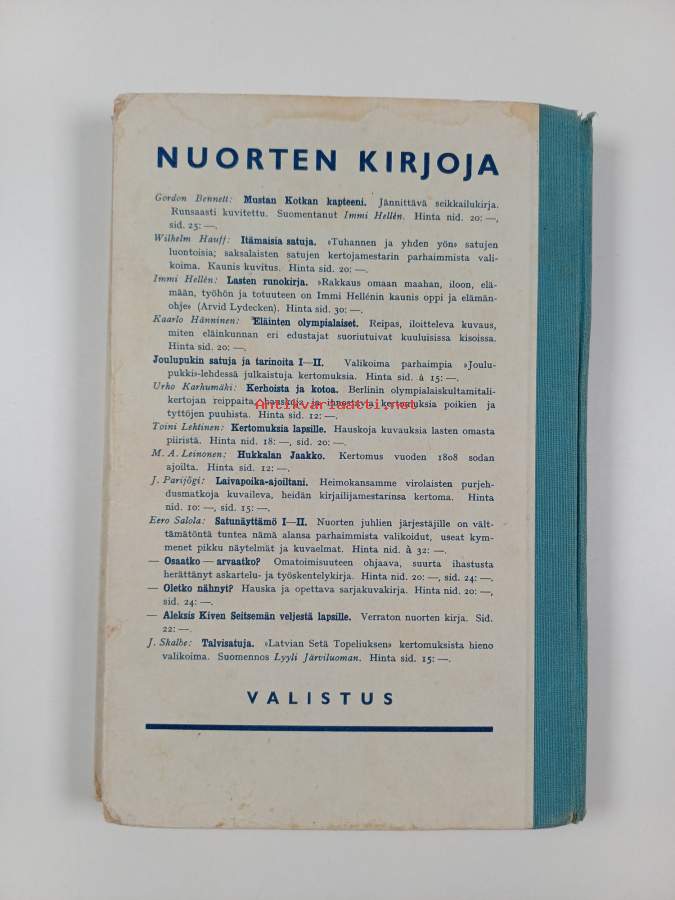 NUORTEN KIRJOJA
Gordon Bennett: Mustan Kotkan kapteeni. Jännittävä seikkailukirja.
Runsaasti kuvitettu. Suomentanut Immi Hellén. Hinta nid. 20: —,
sid. 25: —.
Wilhelm Hauff: Itämaisia satuja. »Tuhannen ja yhden yön» satujen
luontoisia; saksalaisten satujen kertojamestarin parhaimmista vali-
koima. Kaunis kuvitus. Hinta sid. 20: —.
Immi Hellén: Lasten runokirja. »Rakkaus omaan maahan, iloon, elä-
mään, työhön ja totuuteen on Immi Hellénin kaunis oppi ja elämän-
ohje» (Arvid Lydecken). Hinta sid. 30: —.
Kaarlo Hänninen: Eläinten olympialaiset. Reipas, iloitteleva kuvaus,
miten eläinkunnan eri edustajat suoriutuivat kuuluisissa kisoissa.
Hinta sid. 20: —.
Joulupukin satuja ja tarinoita I—II. Valikoima parhaimpia »Joulu-
pukki»-lehdessä julkaistuja kertomuksia. Hinta sid. à 15: —.
Urho Karhumäki: Kerhoista ja kotoa. Berlinin olympialaiskultamitali-
kertojan reippaita, hauskoja ja innostavia kertomuksia poikien ja
tyttöjen puuhista. Hinta sid. 12: —.
Antikvariaatti.net
Toini Lehtinen: Kertomuksia lapsille. Hauskoja kuvauksia lasten omasta
piiristä. Hinta nid. 18: —, sid. 20: —.
M. A. Leinonen: Hukkalan Jaakko. Kertomus vuoden 1808 sodan
ajoilta. Hinta sid. 12: —.
J. Parijõgi: Laivapoika-ajoiltani. Heimokansamme virolaisten purjeh-
dusmatkoja kuvaileva, heidän kirjailijamestarinsa kertoma. Hinta
nid. 10: —, sid. 15: —.
Eero Salola: Satunäyttämö I—II. Nuorten juhlien järjestäjille on vält-
tämätöntä tuntea nämä alansa parhaimmista valikoidut, useat kym-
menet pikku näytelmät ja kuvaelmat. Hinta nid. à 32: —.
— Osaatko — arvaatko? Omatoimisuuteen ohjaava, suurta ihastusta
herättänyt askartelu- ja työskentelykirja. Hinta nid. 20: —, sid. 24: —.
— Oletko nähnyt? Hauska ja opettava sarjakuvakirja. Hinta nid. 20: —,
sid. 24: —.
— Aleksis Kiven Seitsemän veljestä lapsille. Verraton nuorten kirja. Sid.
22: —.
J. Skalbe: Talvisatuja. »Latvian Setä Topeliuksen» kertomuksista hieno
valikoima. Suomennos Lyyli Järviluoman. Hinta sid. 15: —.
VALISTUS